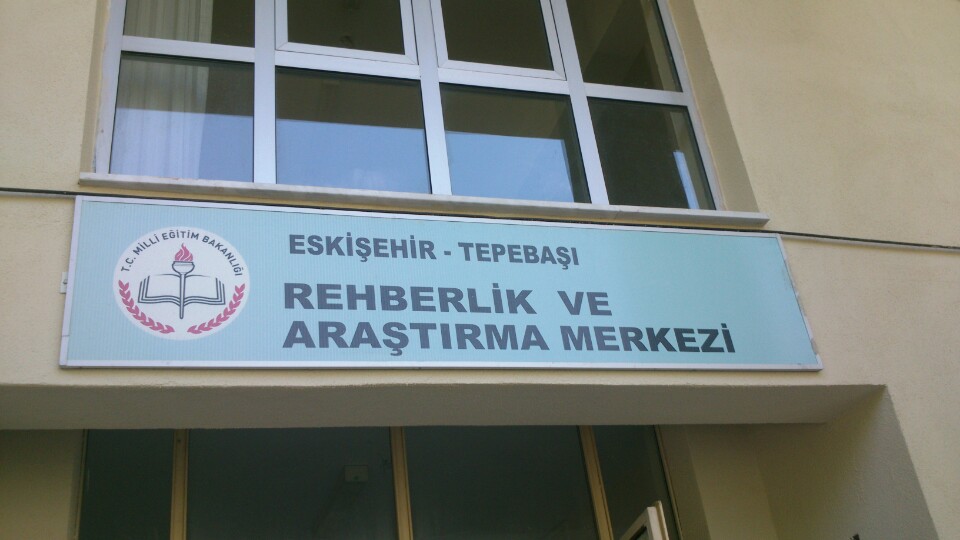 T.C. MİLLİ EĞİTİM BAKANLIĞI
ESKİŞEHİR - TEPEBAŞI
REHBERLİK VE
ARAŞTIRMA MERKEZİ